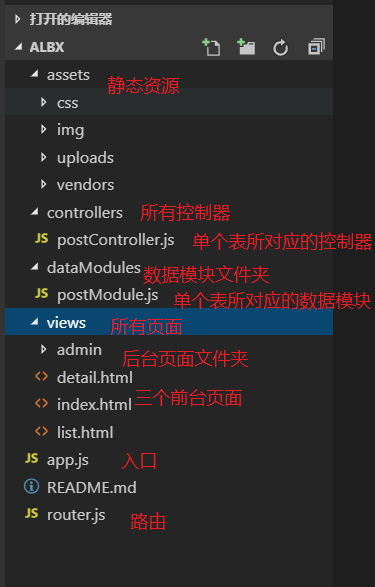 打开的编辑器
ALBX
assets 静态资源
css
img
uploads
vendors
controllers 所有控制器
JS postController.js 单个表所对应的控制器
dataModules 数据模块文件夹
JS postModule.js 单个表所对应的数据模块
views 所有页面
admin 后台页面文件夹
detail.html
index.html 三个前台页面
list.html
JS app.js 入口
README.md
JS router.js 路由